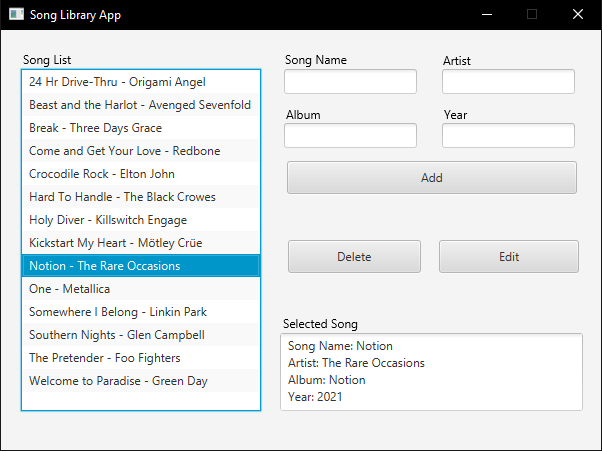 Song Library App
Song List
24 Hr Drive-Thru - Origami Angel
Beast and the Harlot - Avenged Sevenfold
Break - Three Days Grace
Come and Get Your Love - Redbone
Crocodile Rock - Elton John
Hard To Handle - The Black Crowes
Holy Diver - Killswitch Engage
Kickstart My Heart - Mötley Crüe
Notion - The Rare Occasions
One - Metallica
Somewhere I Belong - Linkin Park
Southern Nights - Glen Campbell
The Pretender - Foo Fighters
Welcome to Paradise - Green Day
Song Name
Artist
Album
Year
Add
Delete
Edit
Selected Song
Song Name: Notion
Artist: The Rare Occasions
Album: Notion
Year: 2021